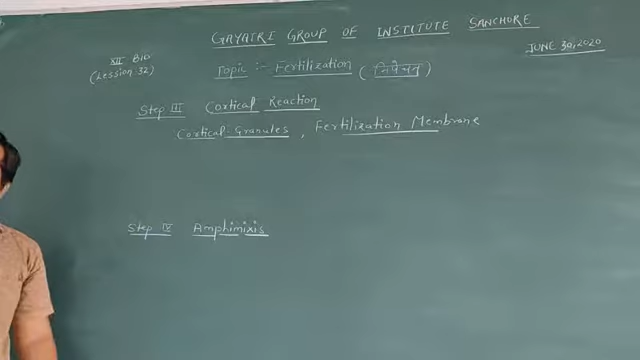 GAYATRI GROUP OF INSTITUTE SANCHORE
XII BIO
(Lession 32)
JUNE 30, 2020
Topic :- Fertilization (निषेचन)
Step III Cortical Reaction
Cortical Granules, Fertilization Membrane
Step IV Amphimixis